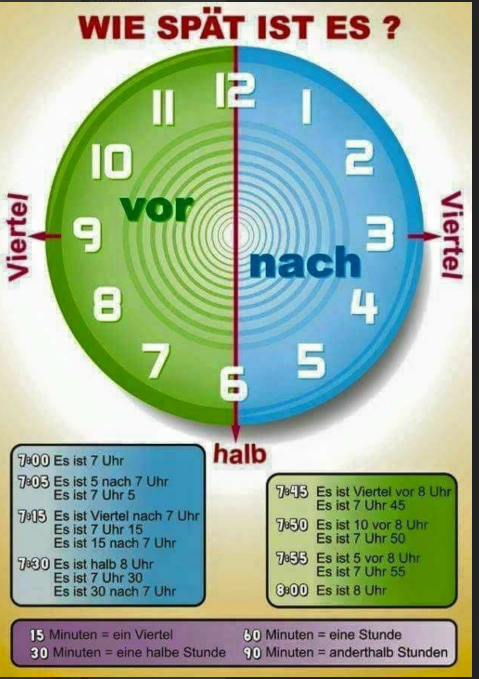 WIE SPÄT IST ES ?
12
11
1
10
2
vor
9
3
Viertel
Viertel
nach
8
4
7
5
6
halb
7:00 Es ist 7 Uhr
7:05 Es ist 5 nach 7 Uhr
Es ist 7 Uhr 5
7:15 Es ist Viertel nach 7 Uhr
Es ist 7 Uhr 15
Es ist 15 nach 7 Uhr
7:30 Es ist halb 8 Uhr
Es ist 7 Uhr 30
Es ist 30 nach 7 Uhr
7:45 Es ist Viertel vor 8 Uhr
Es ist 7 Uhr 45
7:50 Es ist 10 vor 8 Uhr
Es ist 7 Uhr 50
7:55 Es ist 5 vor 8 Uhr
Es ist 7 Uhr 55
8:00 Es ist 8 Uhr
15 Minuten = ein Viertel
30 Minuten = eine halbe Stunde
60 Minuten = eine Stunde
90 Minuten = anderthalb Stunden